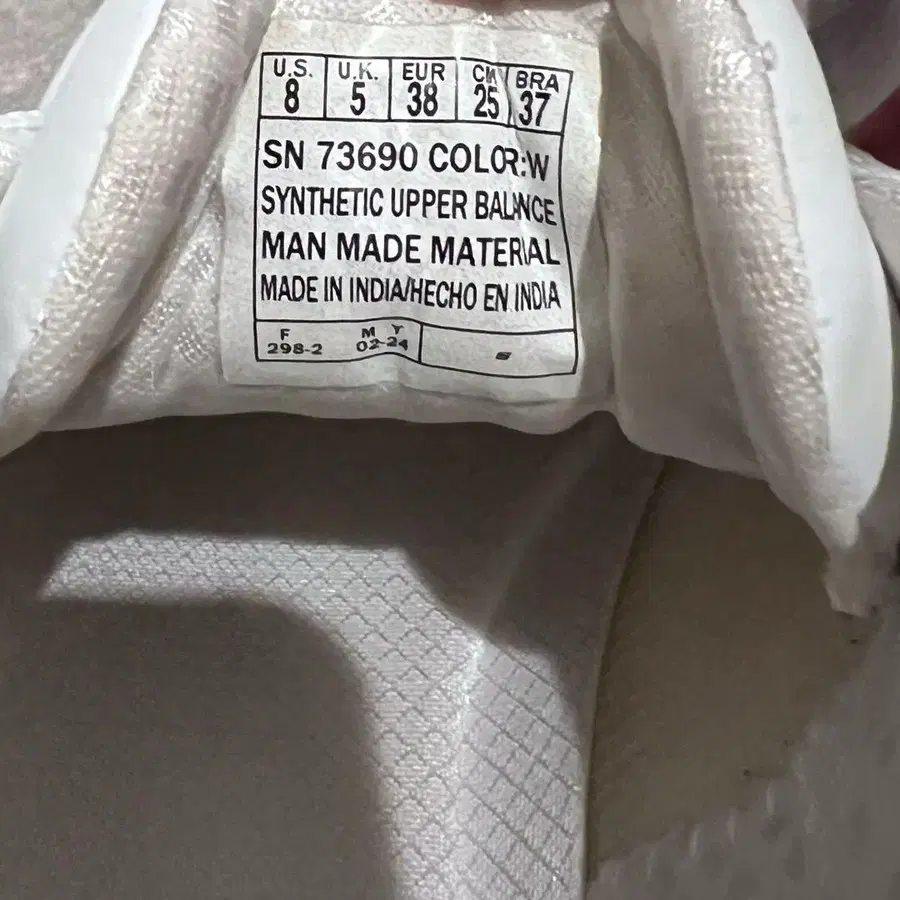 U.S. U.K. EUR CM BRA
8 5 38 25 37
SN 73690 COLOR:W
SYNTHETIC UPPER BALANCE
MAN MADE MATERIAL
MADE IN INDIA/HECHO EN INDIA
F M Y
298-2 02-24